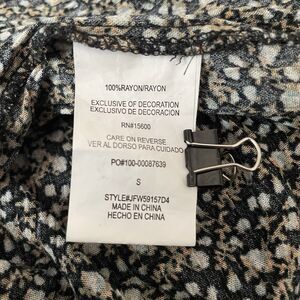 100%RAYON/RAYON
EXCLUSIVE OF DECORATION
EXCLUSIVO DE DECORACION
RN#15600
CARE ON REVERSE
VER AL DORSO PARA CUIDADO
PO#100-00087639
S
STYLE#JFW59157D4
MADE IN CHINA
HECHO EN CHINA